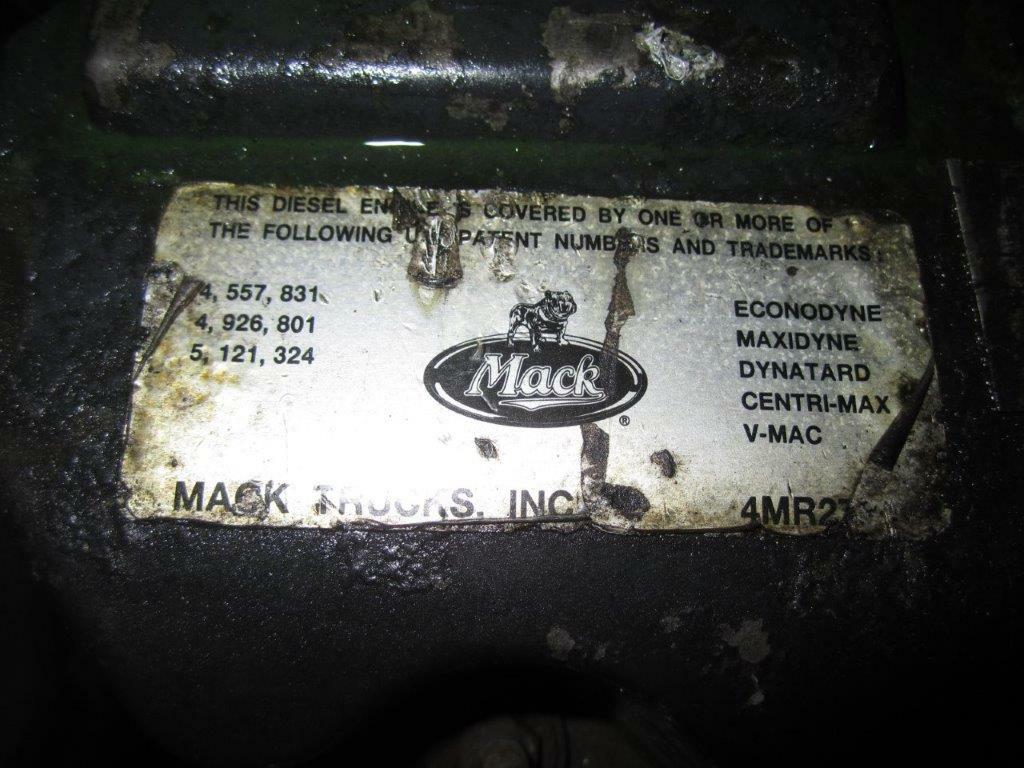 THIS DIESEL IS COVERED BY ONE OR MORE OF
THE FOLLOWING PATENT NUMBERS AND TRADEMARKS:
4, 557, 831
4, 926, 801
5, 121, 324
Mack
®
ECONODYNE
MAXIDYNE
DYNATARD
CENTRI-MAX
V-MAC
MACK TRUCKS, INC